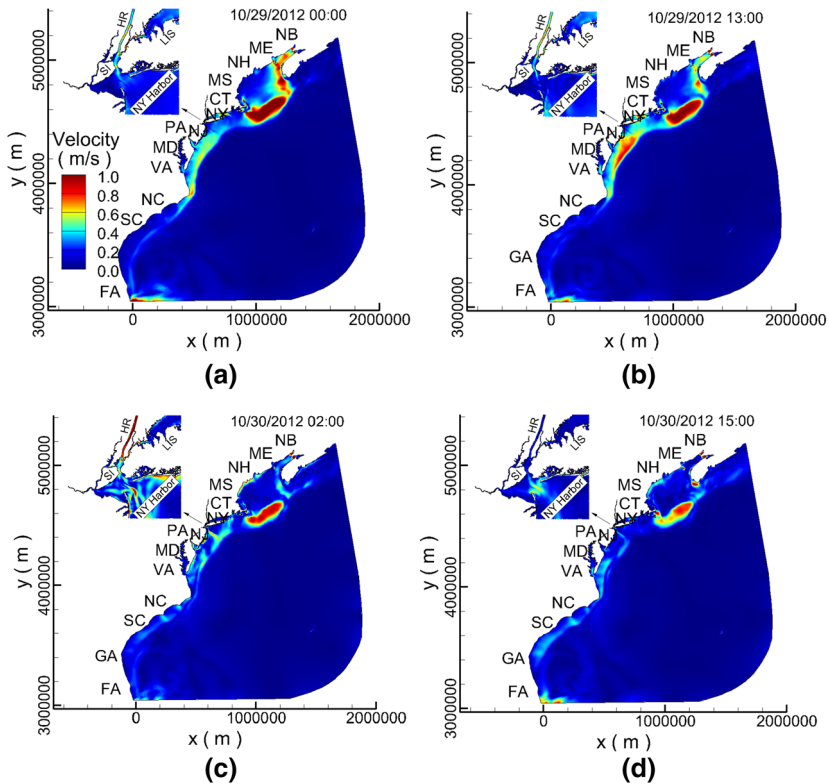 10/29/2012 00:00
HR
LIS
SI
NY Harbor
NB
ME
NH
MS
CT
NY
PA
NJ
MD
VA
NC
SC
FA
Velocity
( m/s )
1.0
0.8
0.6
0.4
0.2
0.0
y ( m )
5000000
4000000
3000000
0
1000000
2000000
x ( m )
(a)
10/29/2012 13:00
HR
LIS
SI
NY Harbor
NB
ME
NH
MS
CT
NY
PA
NJ
MD
VA
NC
SC
GA
FA
y ( m )
5000000
4000000
3000000
0
1000000
2000000
x ( m )
(b)
10/30/2012 02:00
HR
LIS
SI
NY Harbor
NB
ME
NH
MS
CT
NY
PA
NJ
MD
VA
NC
SC
GA
FA
y ( m )
5000000
4000000
3000000
0
1000000
2000000
x ( m )
(c)
10/30/2012 15:00
HR
LIS
SI
NY Harbor
NB
ME
NH
MS
CT
NY
PA
NJ
MD
VA
NC
SC
GA
FA
y ( m )
5000000
4000000
3000000
0
1000000
2000000
x ( m )
(d)